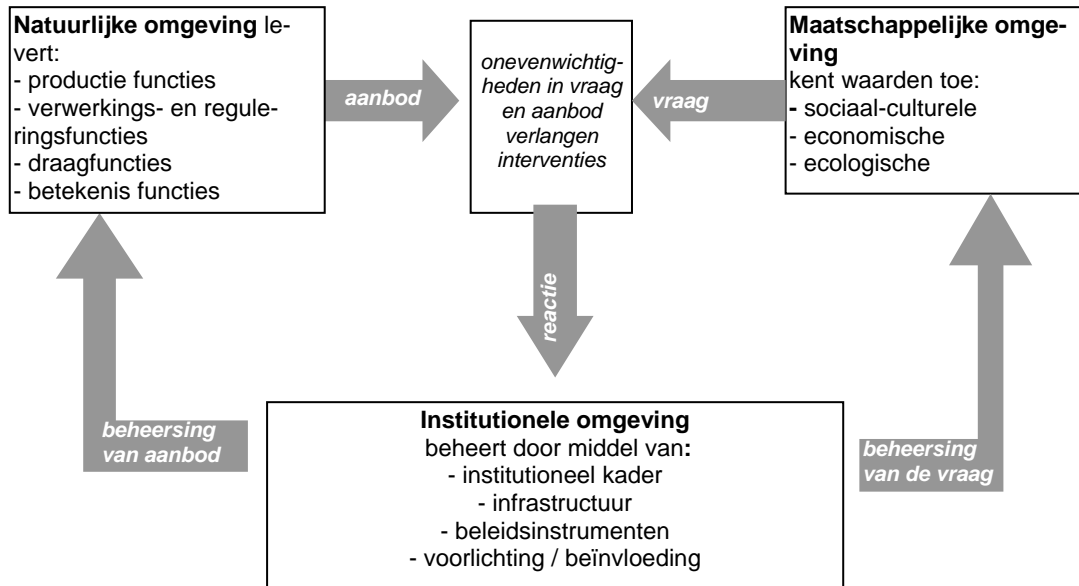 Natuurlijke omgeving le-
vert:
- productie functies
- verwerkings- en regule-
ringsfuncties
- draagfuncties
- betekenis functies
aanbod
onevenwichtig-
heden in vraag
en aanbod
verlangen
interventies
vraag
Maatschappelijke omge-
ving
kent waarden toe:
- sociaal-culturele
- economische
- ecologische
reactie
beheersing
van aanbod
Institutionele omgeving
beheert door middel van:
- institutioneel kader
- infrastructuur
- beleidsinstrumenten
- voorlichting / beïnvloeding
beheersing
van de vraag